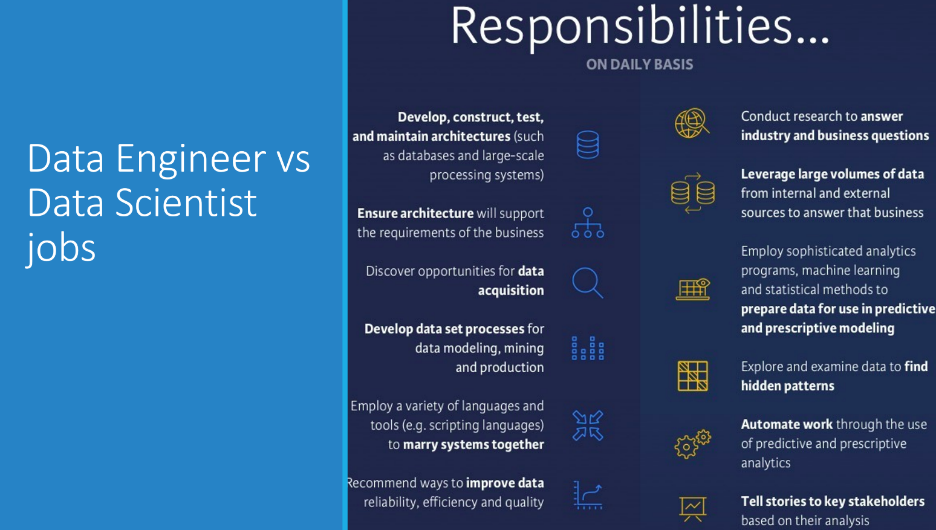 Data Engineer vs
Data Scientist
jobs
Responsibilities...
ON DAILY BASIS
Develop, construct, test,
and maintain architectures (such
as databases and large-scale
processing systems)
Ensure architecture will support
the requirements of the business
Discover opportunities for data
acquisition
Develop data set processes for
data modeling, mining
and production
Employ a variety of languages and
tools (e.g. scripting languages)
to marry systems together
Recommend ways to improve data
reliability, efficiency and quality
Conduct research to answer
industry and business questions
Leverage large volumes of data
from internal and external
sources to answer that business
Employ sophisticated analytics
programs, machine learning
and statistical methods to
prepare data for use in predictive
and prescriptive modeling
Explore and examine data to find
hidden patterns
Automate work through the use
of predictive and prescriptive
analytics
Tell stories to key stakeholders
based on their analysis